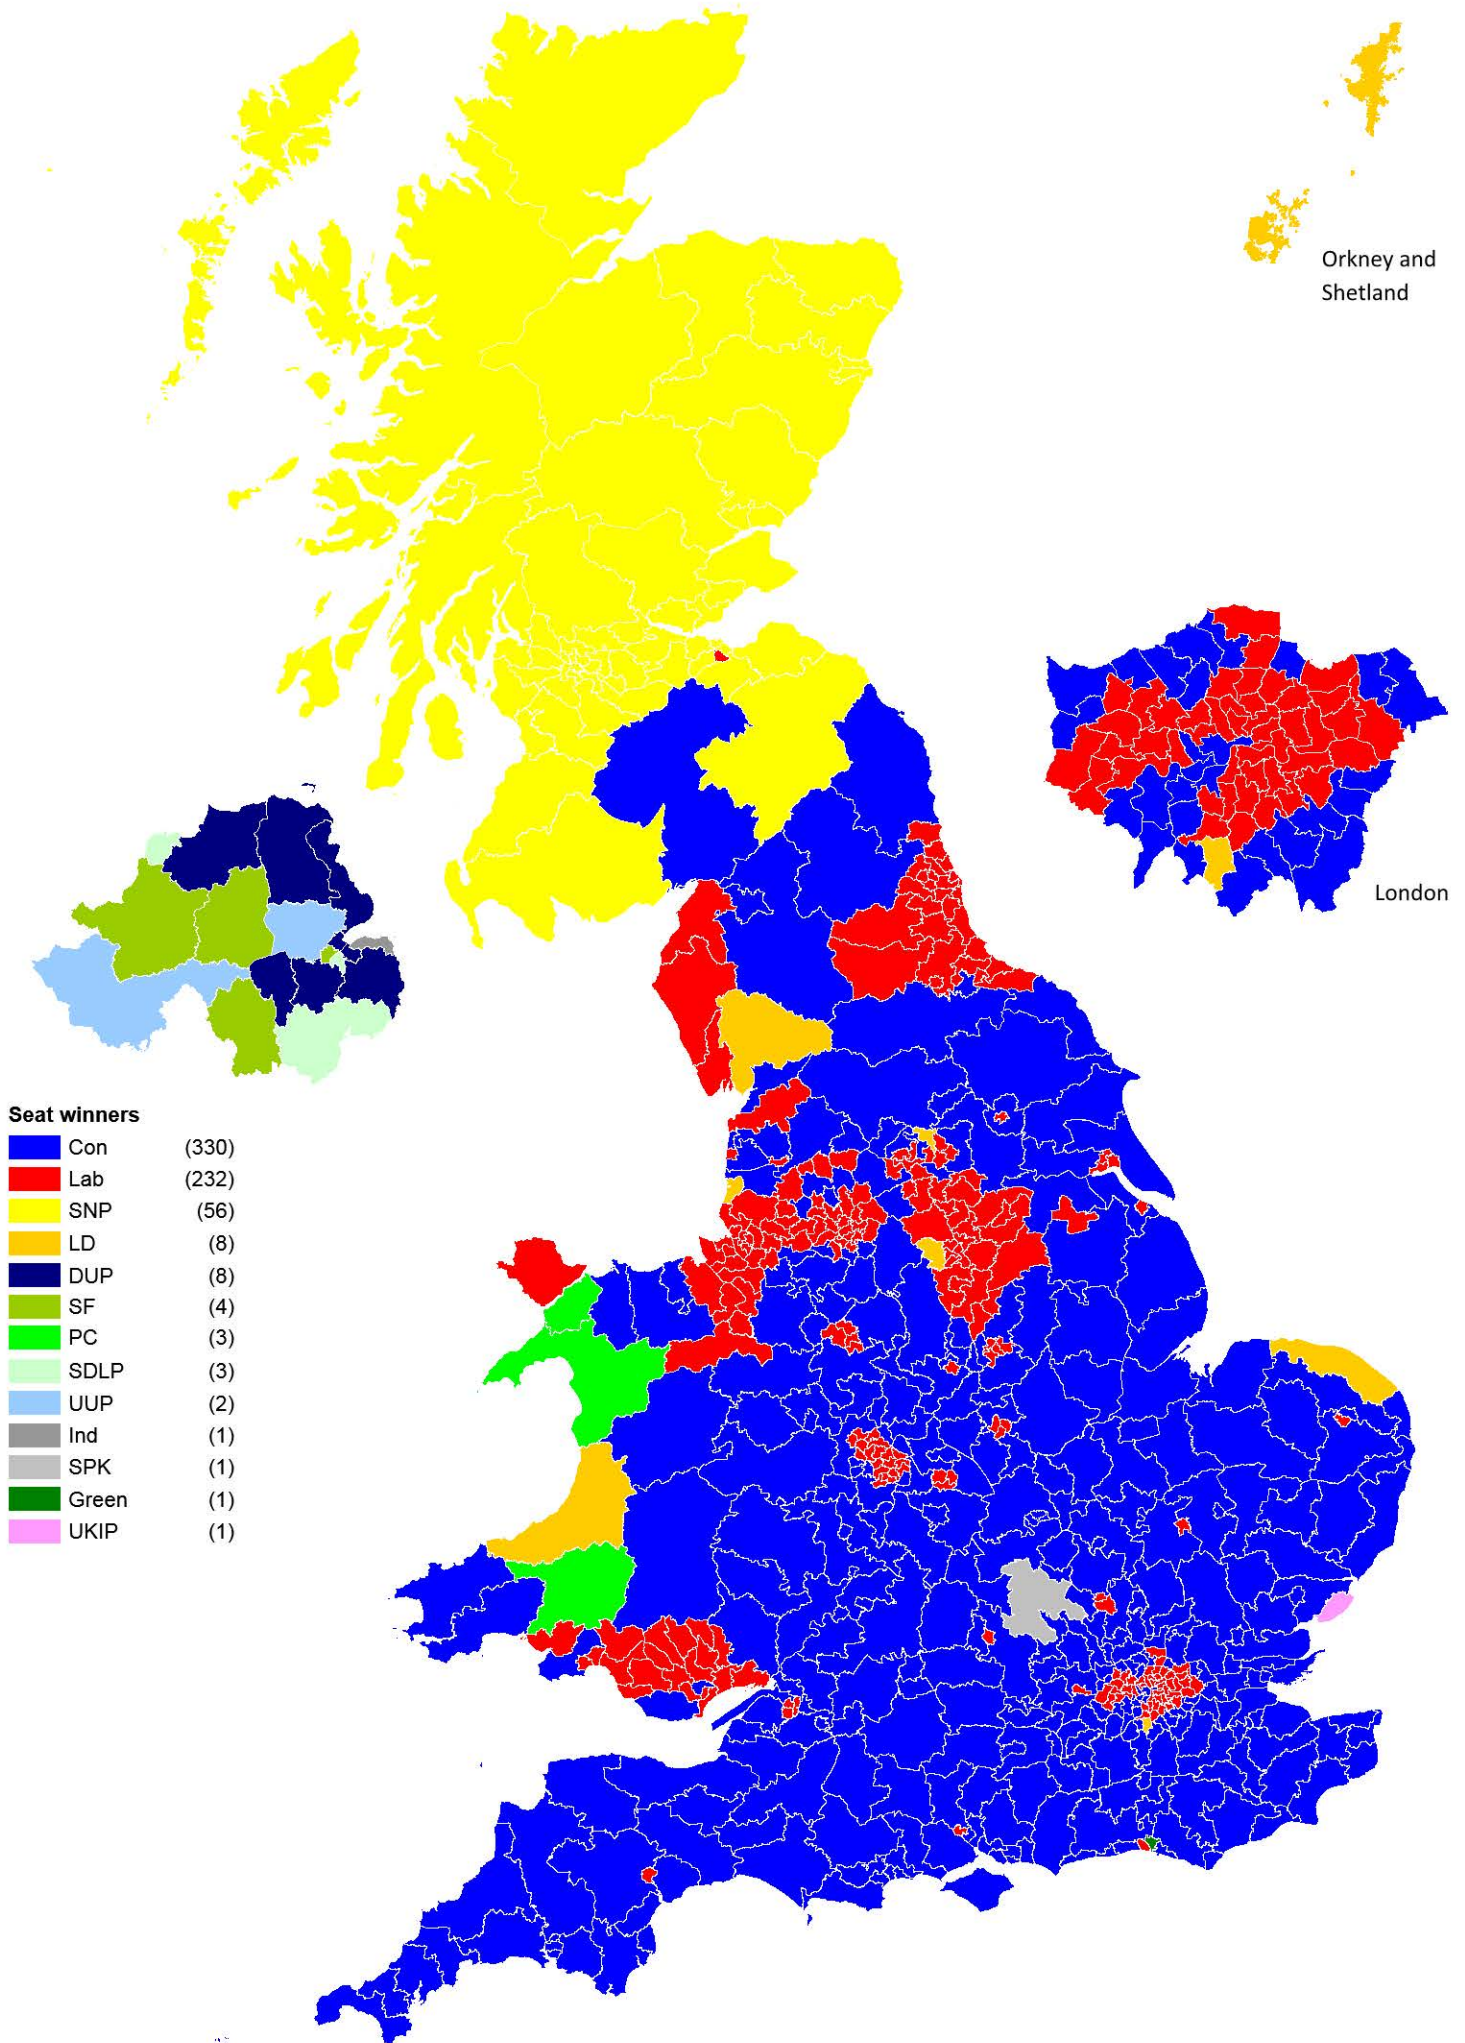 Orkney and
Shetland
London
Seat winners
Con (330)
Lab (232)
SNP (56)
LD (8)
DUP (8)
SF (4)
PC (3)
SDLP (3)
UUP (2)
Ind (1)
SPK (1)
Green (1)
UKIP (1)